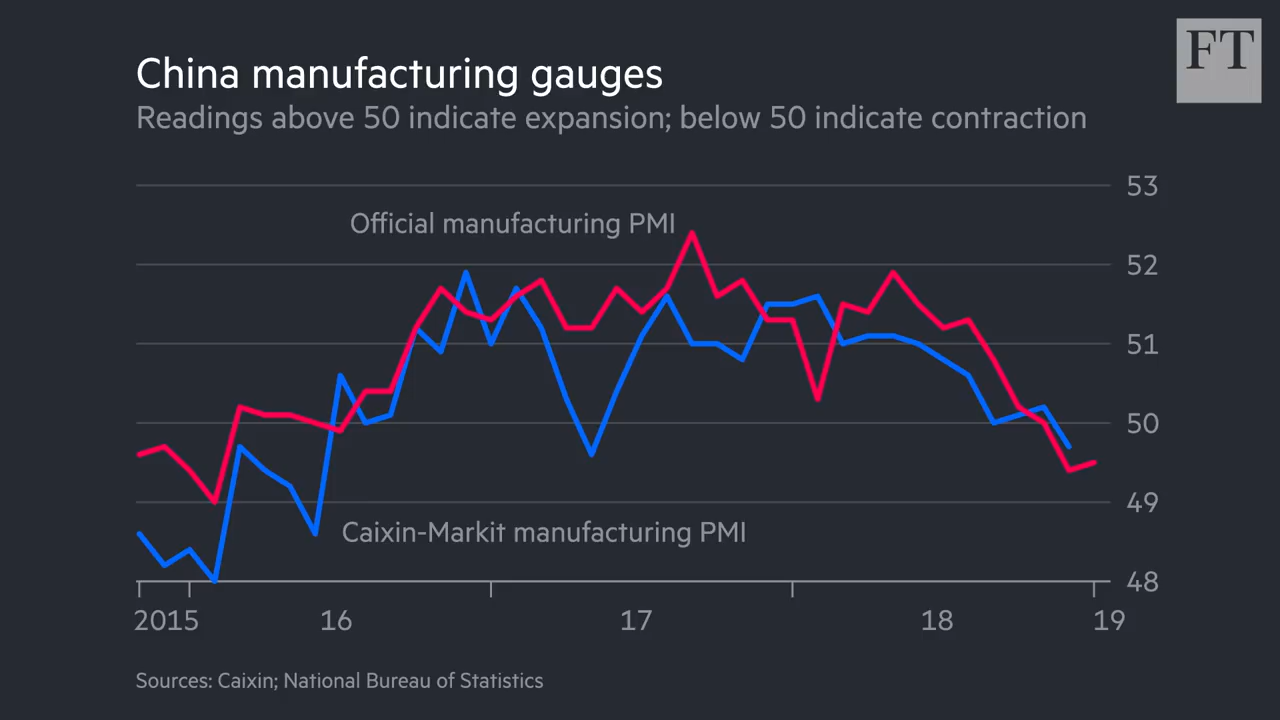 FT
China manufacturing gauges
Readings above 50 indicate expansion; below 50 indicate contraction
53
Official manufacturing PMI
52
51
50
49
Caixin-Markit manufacturing PMI
48
2015 16 17 18 19
Sources: Caixin; National Bureau of Statistics